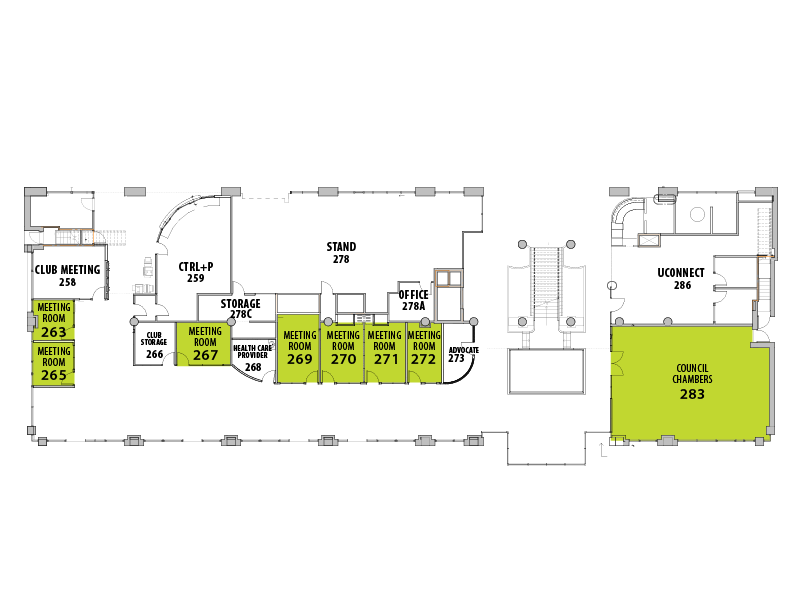 STAND
278
CLUB MEETING
258
CTRL+P
259
UCONNECT
286
OFFICE
278A
STORAGE
278C
MEETING
ROOM
263
CLUB
STORAGE
266
MEETING
ROOM
267
HEALTH CARE
PROVIDER
268
MEETING
ROOM
269
MEETING
ROOM
270
MEETING
ROOM
271
MEETING
ROOM
272
ADVOCATE
273
MEETING
ROOM
265
COUNCIL
CHAMBERS
283